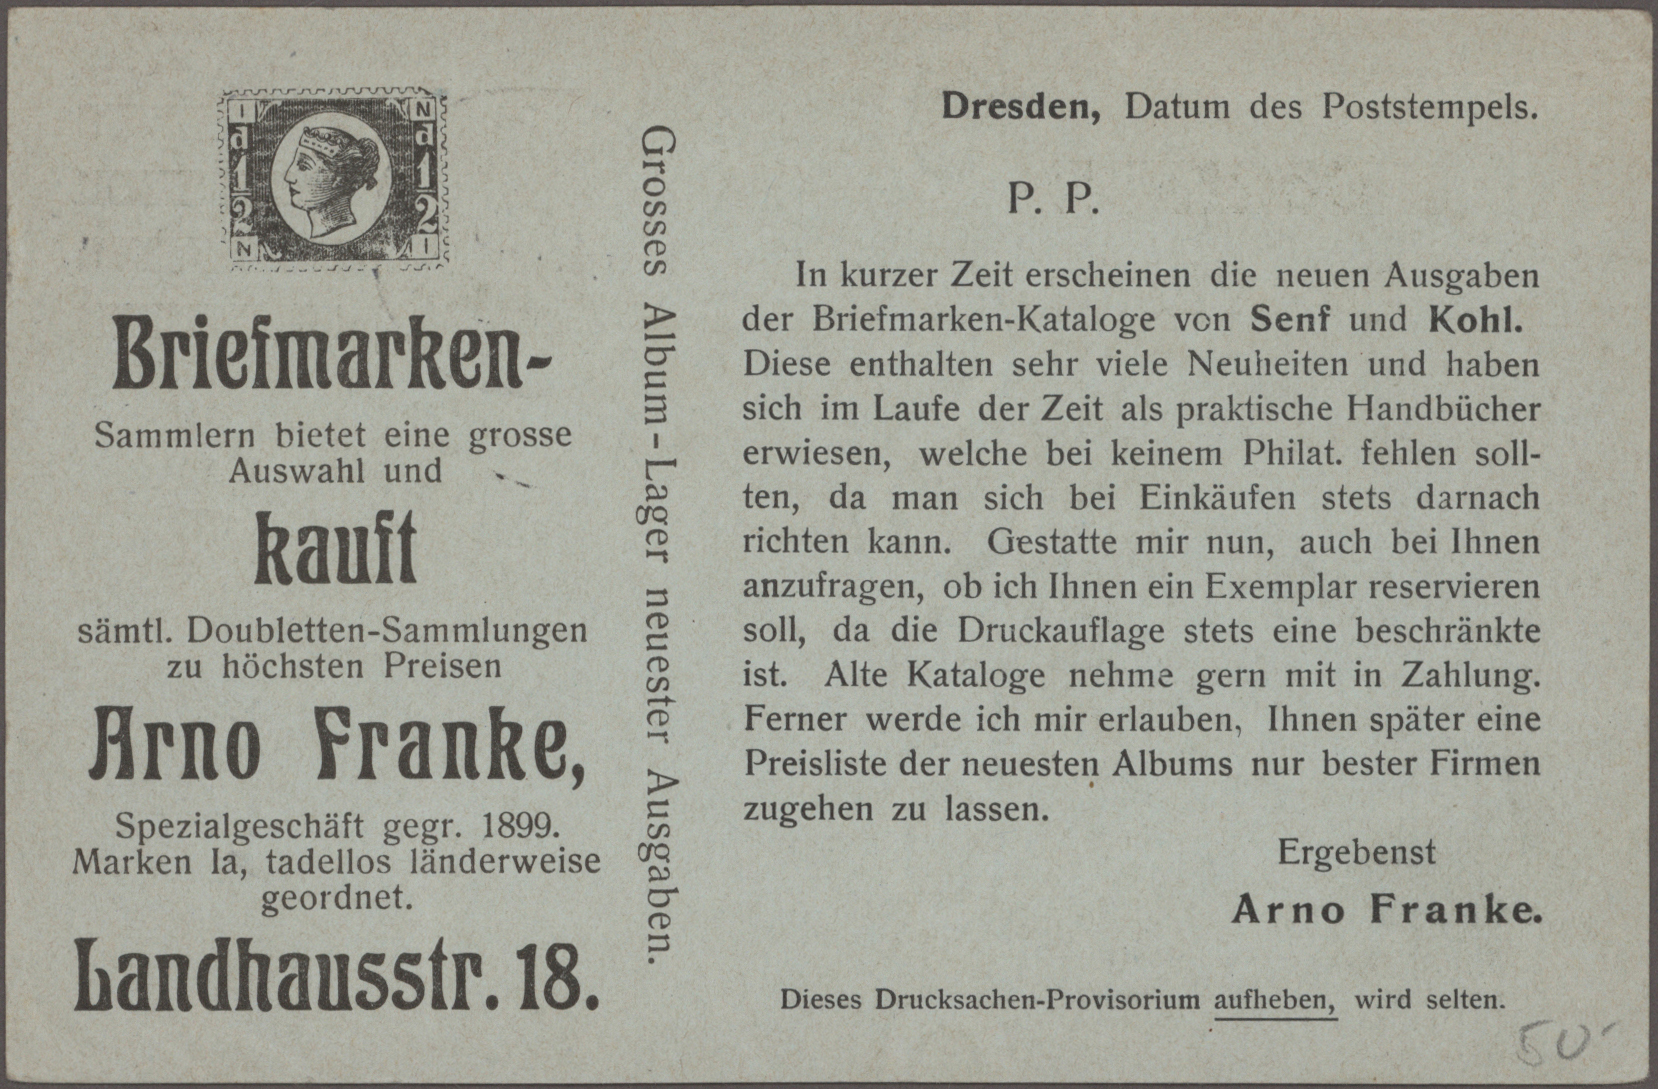 I N
d d
1/2 1/2
N I
Briefmarken-
Sammlern bietet eine grosse
Auswahl und
kauft
sämtl. Doubletten-Sammlungen
zu höchsten Preisen
Arno Franke,
Spezialgeschäft gegr. 1899.
Marken Ia, tadellos länderweise
geordnet.
Landhausstr. 18.
Grosses Album-Lager neuester Ausgaben.
Dresden, Datum des Poststempels.
P. P.
In kurzer Zeit erscheinen die neuen Ausgaben
der Briefmarken-Kataloge von Senf und Kohl.
Diese enthalten sehr viele Neuheiten und haben
sich im Laufe der Zeit als praktische Handbücher
erwiesen, welche bei keinem Philat. fehlen soll-
ten, da man sich bei Einkäufen stets darnach
richten kann. Gestatte mir nun, auch bei Ihnen
anzufragen, ob ich Ihnen ein Exemplar reservieren
soll, da die Druckauflage stets eine beschränkte
ist. Alte Kataloge nehme gern mit in Zahlung.
Ferner werde ich mir erlauben, Ihnen später eine
Preisliste der neuesten Albums nur bester Firmen
zugehen zu lassen.
Ergebenst
Arno Franke.
Dieses Drucksachen-Provisorium aufheben, wird selten.
50-